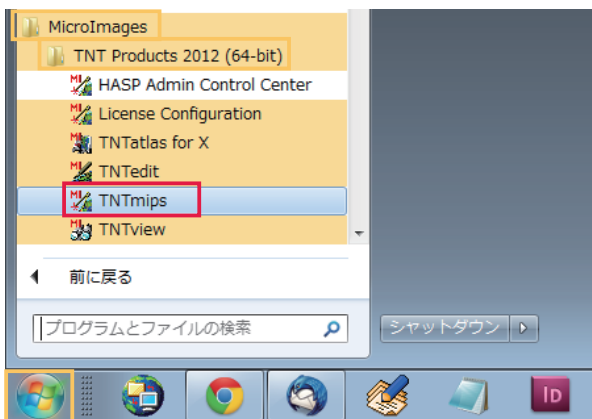 MicroImages
TNT Products 2012 (64-bit)
HASP Admin Control Center
License Configuration
TNTatlas for X
TNTedit
TNTmips
TNTview
前に戻る
プログラムとファイルの検索
シャットダウン
ID